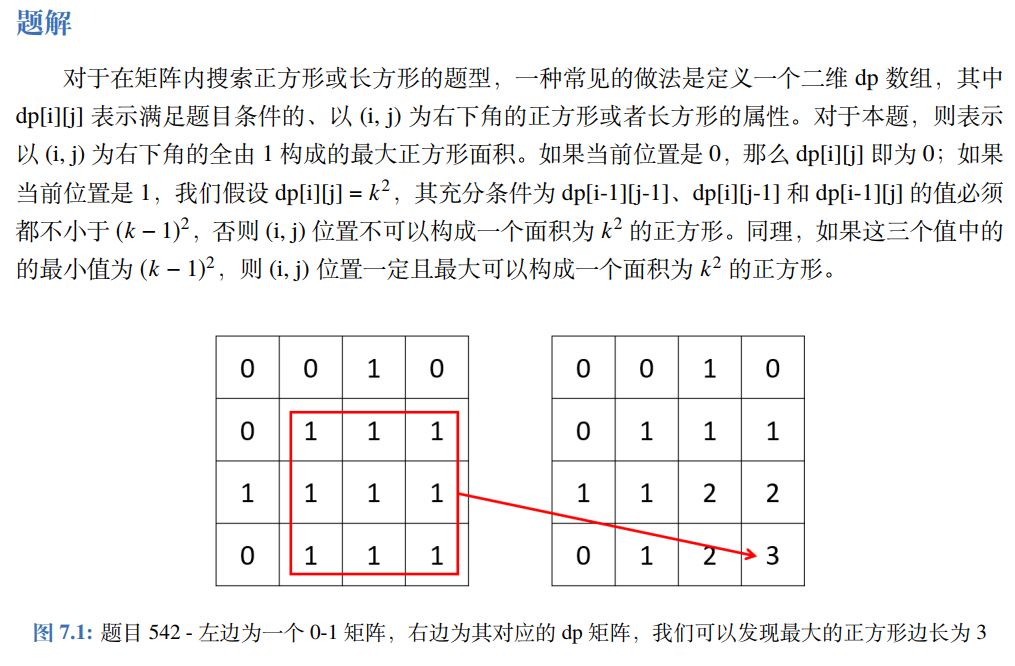 题解
对于在矩阵内搜索正方形或长方形的题型，一种常见的做法是定义一个二维 dp 数组，其中
dp[i][j] 表示满足题目条件的、以 (i, j) 为右下角的正方形或者长方形的属性。对于本题，则表示
以 (i, j) 为右下角的全由 1 构成的最大正方形面积。如果当前位置是 0，那么 dp[i][j] 即为 0；如果
当前位置是 1，我们假设 dp[i][j] = k²，其充分条件为 dp[i-1][j-1]、dp[i][j-1] 和 dp[i-1][j] 的值必须
都不小于 (k − 1)²，否则 (i, j) 位置不可以构成一个面积为 k² 的正方形。同理，如果这三个值中的
的最小值为 (k − 1)²，则 (i, j) 位置一定且最大可以构成一个面积为 k² 的正方形。
0 0 1 0
0 1 1 1
1 1 1 1
0 1 1 1
0 0 1 0
0 1 1 1
1 1 2 2
0 1 2 3
图 7.1: 题目 542 - 左边为一个 0-1 矩阵，右边为其对应的 dp 矩阵，我们可以发现最大的正方形边长为 3